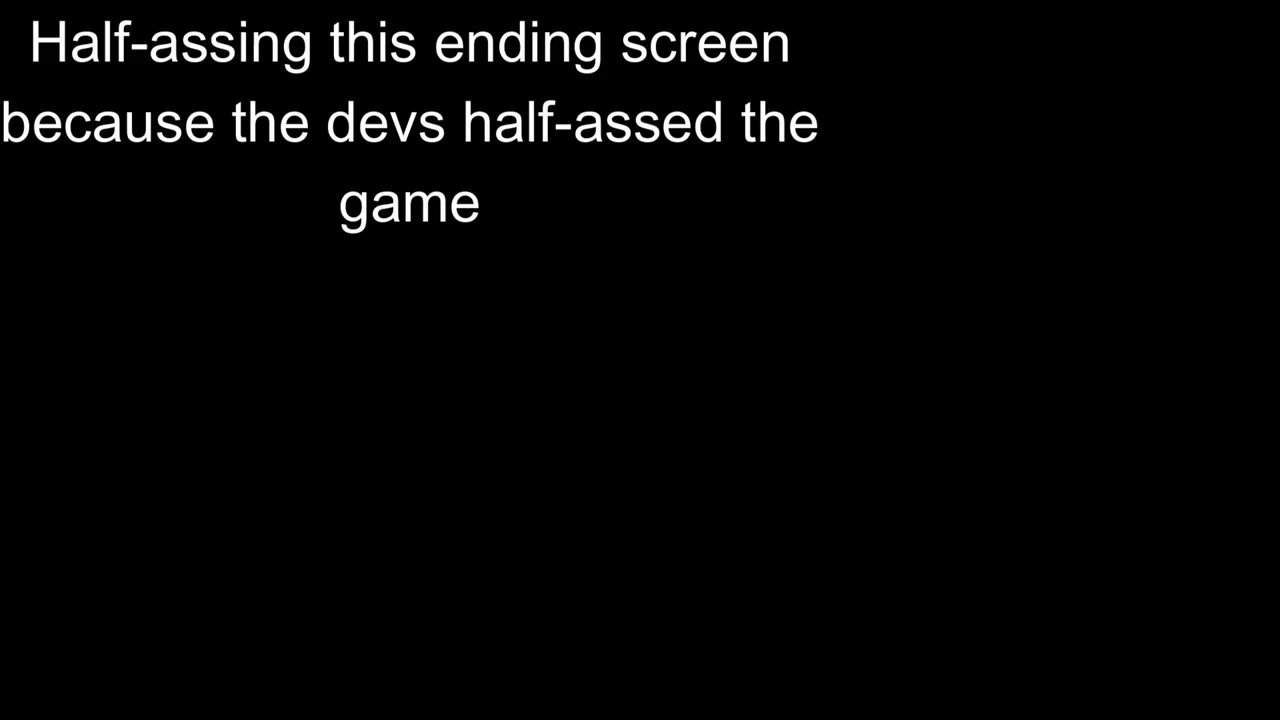 Half-assing this ending screen
because the devs half-assed the
game